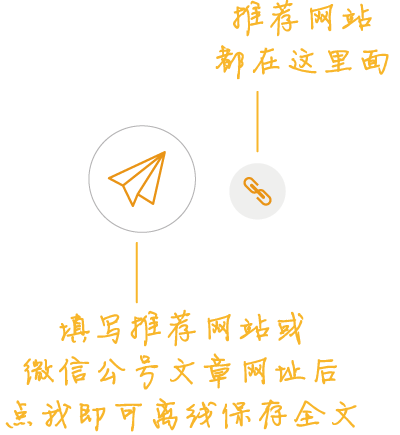 推荐网站
都在这里面
填写推荐网站或
微信公号文章网址后
点我即可离线保存全文